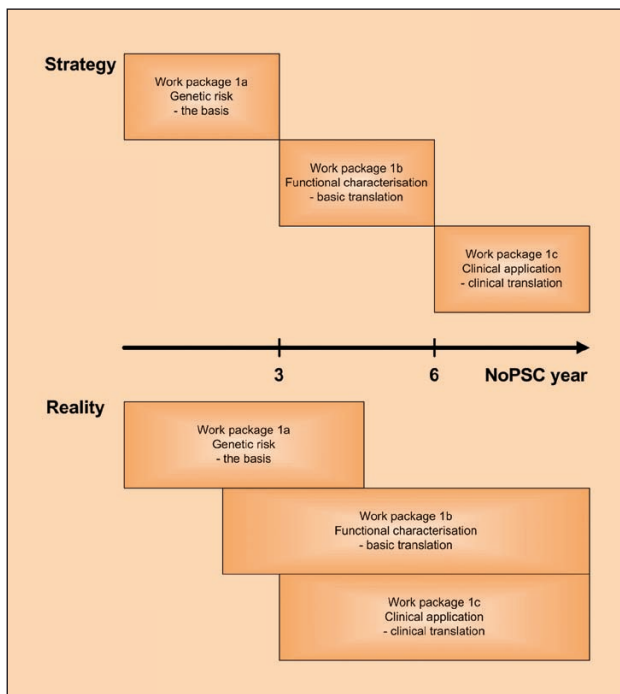 Strategy
Work package 1a
Genetic risk
- the basis
Work package 1b
Functional characterisation
- basic translation
Work package 1c
Clinical application
- clinical translation
3
6
NoPSC year
Reality
Work package 1a
Genetic risk
- the basis
Work package 1b
Functional characterisation
- basic translation
Work package 1c
Clinical application
- clinical translation